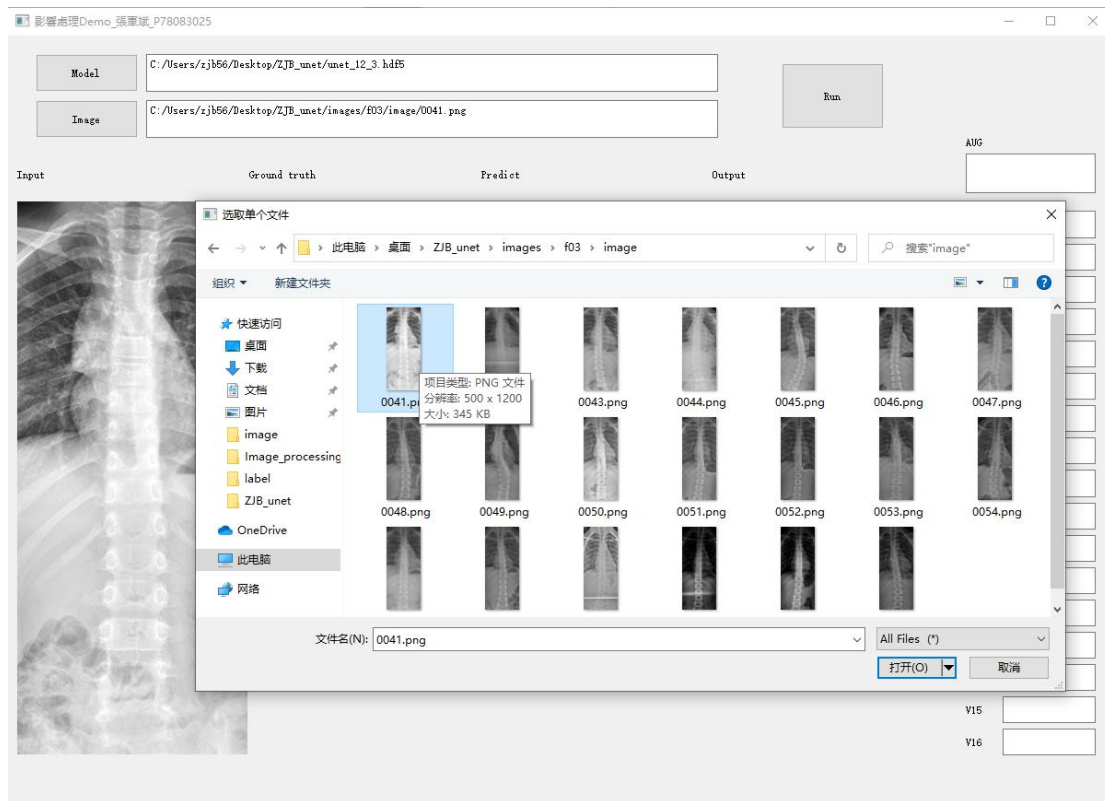 影響處理Demo_張軍斌_P78083025
Model
C:/Users/zjb56/Desktop/ZJB_unet/unet_12_3.hdf5
Run
Image
C:/Users/zjb56/Desktop/ZJB_unet/images/f03/image/0041.png
AUG
Input
Ground truth
Predict
Output
选取单个文件
此电脑 › 桌面 › ZJB_unet › images › f03 › image
搜索"image"
组织
新建文件夹
快速访问
桌面
下载
文档
图片
image
Image_processing
label
ZJB_unet
OneDrive
此电脑
网络
项目类型: PNG 文件
分辨率: 500 x 1200
大小: 345 KB
0043.png
0044.png
0045.png
0046.png
0047.png
0048.png
0049.png
0050.png
0051.png
0052.png
0053.png
0054.png
文件名(N):
0041.png
All Files (*)
打开(O)
取消
V15
V16